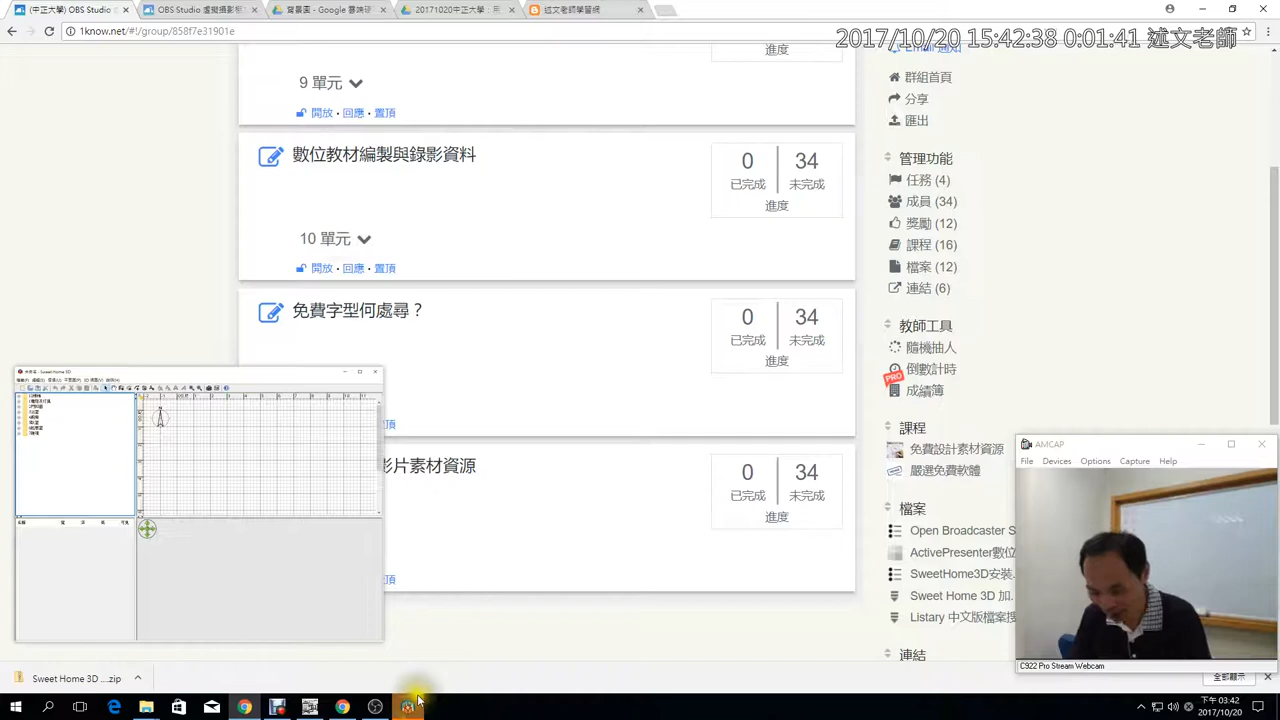 (中正大學) OBS Studio
OBS Studio 虛擬攝影棚
背景圖 - Google 雲端硬
20171020中正大學：無
述文老師學習網
1know.net/#!/group/858f7e31901e
2017/10/20 15:42:38 0:01:41 述文老師
進度
9 單元
開放 • 回應 • 置頂
數位教材編製與錄影資料
0
34
已完成
未完成
進度
10 單元
開放 • 回應 • 置頂
免費字型何處尋？
0
34
已完成
未完成
進度
頂
影片素材資源
0
34
已完成
未完成
進度
頂
Email 通知
群組首頁
分享
匯出
管理功能
任務 (4)
成員 (34)
獎勵 (12)
課程 (16)
檔案 (12)
連結 (6)
教師工具
隨機抽人
倒數計時
PRO
成績簿
課程
免費設計素材資源
嚴選免費軟體
檔案
Open Broadcaster S
ActivePresenter數位
SweetHome3D安裝...
Sweet Home 3D 加.
Listary 中文版檔案搜
連結
AMCAP
File Devices Options Capture Help
C922 Pro Stream Webcam
Sweet Home 3D ....zip
全部顯示
下午 03:42
2017/10/20